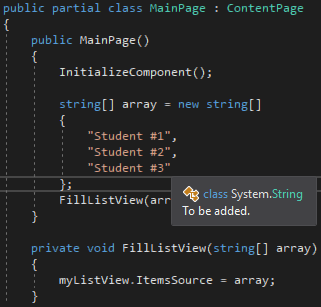 public partial class MainPage : ContentPage
{
public MainPage()
{
InitializeComponent();
string[] array = new string[]
{
"Student #1",
"Student #2",
"Student #3"
};
FillListView(arr
class System.String
To be added.
}
private void FillListView(string[] array)
{
myListView.ItemsSource = array;
}